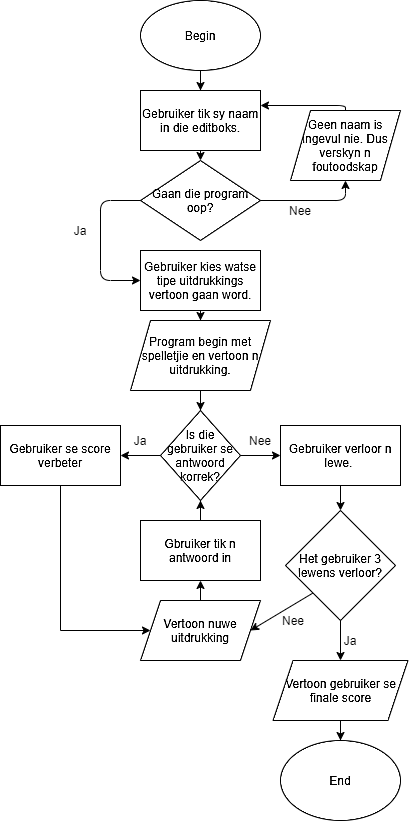 Begin
Gebruiker tik sy naam
in die editboks.
Geen naam is
ingevul nie. Dus
verskyn n
foutoodskap
Gaan die program
oop?
Nee
Ja
Gebruiker kies watse
tipe uitdrukkings
vertoon gaan word.
Program begin met
spelletjie en vertoon n
uitdrukking.
Is die
gebruiker se
antwoord
korrek?
Ja
Nee
Gebruiker se score
verbeter
Gebruiker verloor n
lewe.
Gbruiker tik n
antwoord in
Het gebruiker 3
lewens verloor?
Vertoon nuwe
uitdrukking
Nee
Ja
Vertoon gebruiker se
finale score
End